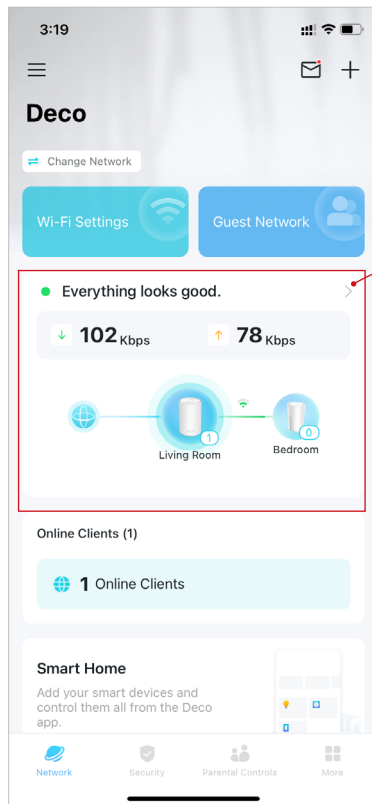 3:19
Deco
Change Network
Wi-Fi Settings
Guest Network
Everything looks good.
102 Kbps
78 Kbps
1
0
Living Room
Bedroom
Online Clients (1)
1 Online Clients
Smart Home
Add your smart devices and
control them all from the Deco
app.
Network
Security
Parental Controls
More